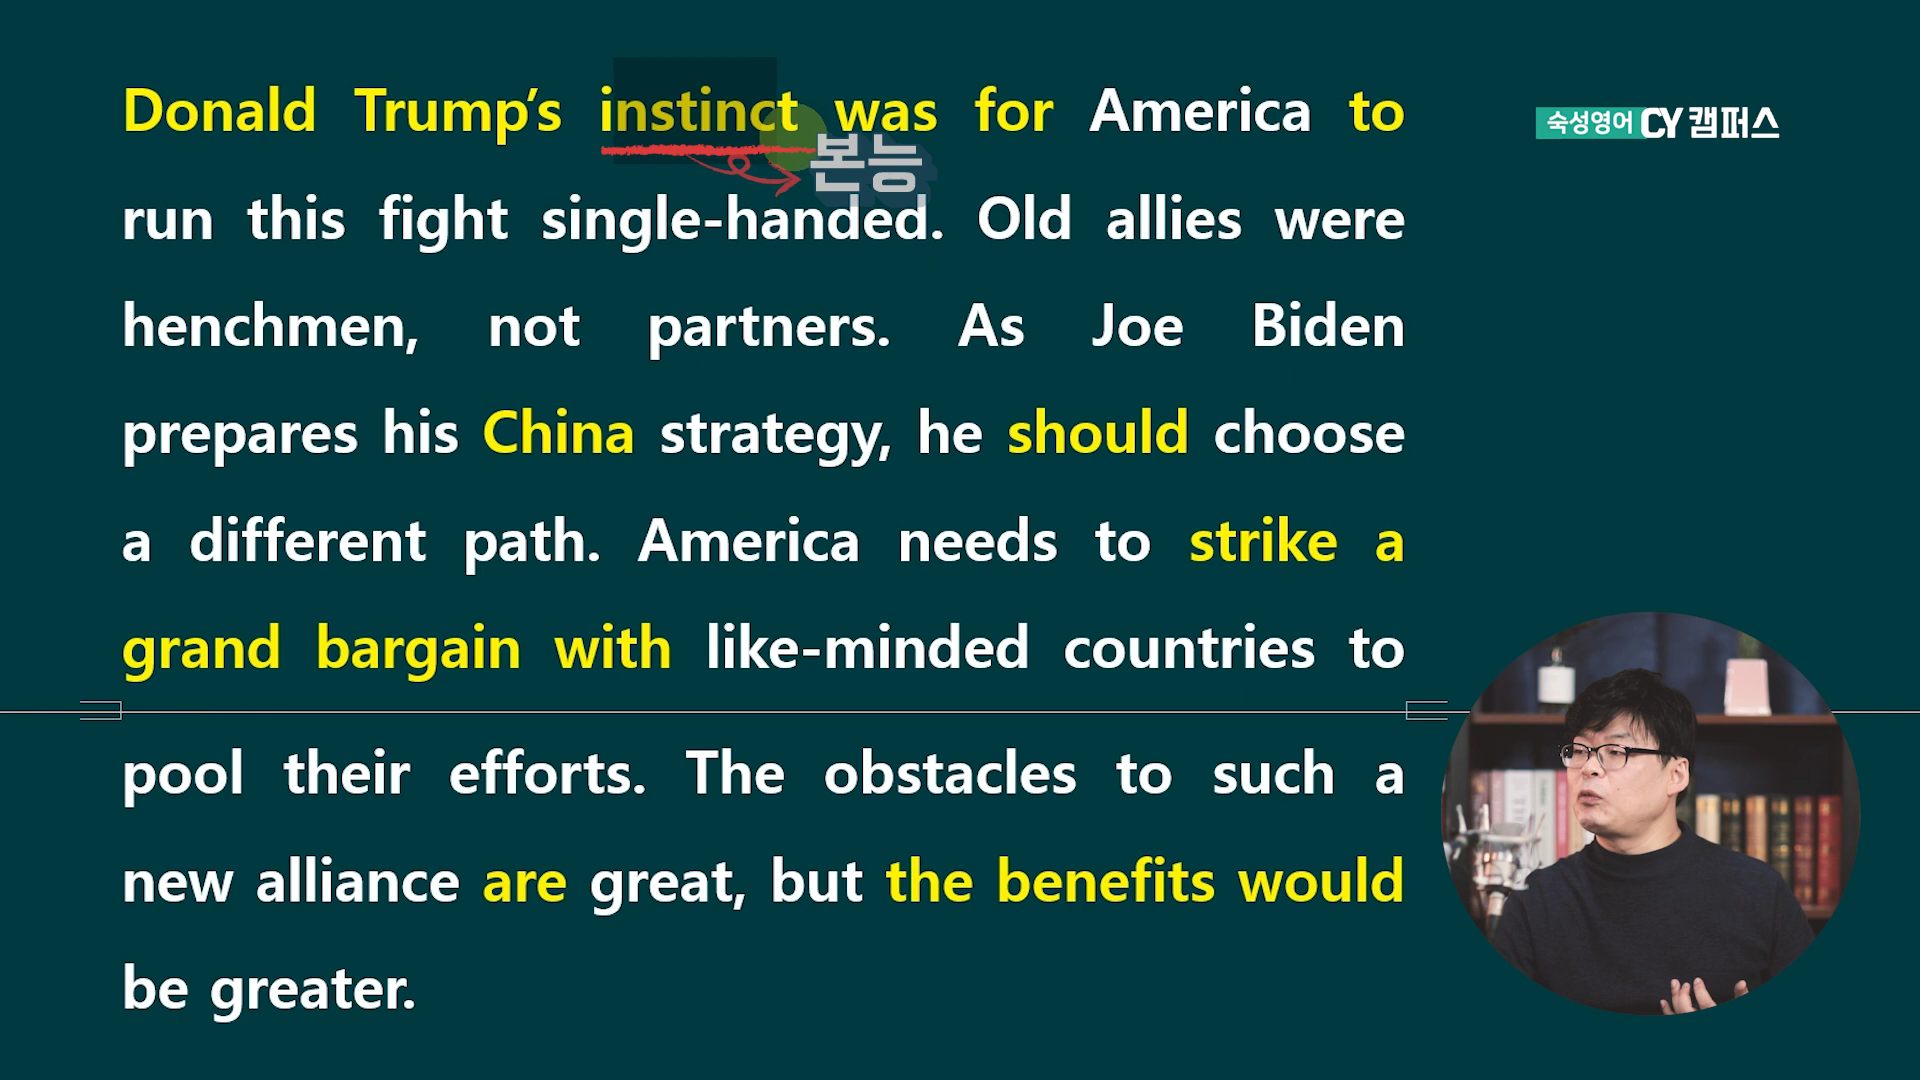 Donald Trump’s instinct was for America to
본능
run this fight single-handed. Old allies were
henchmen, not partners. As Joe Biden
prepares his China strategy, he should choose
a different path. America needs to strike a
grand bargain with like-minded countries to
pool their efforts. The obstacles to such a
new alliance are great, but the benefits would
be greater.
숙성영어 CY캠퍼스